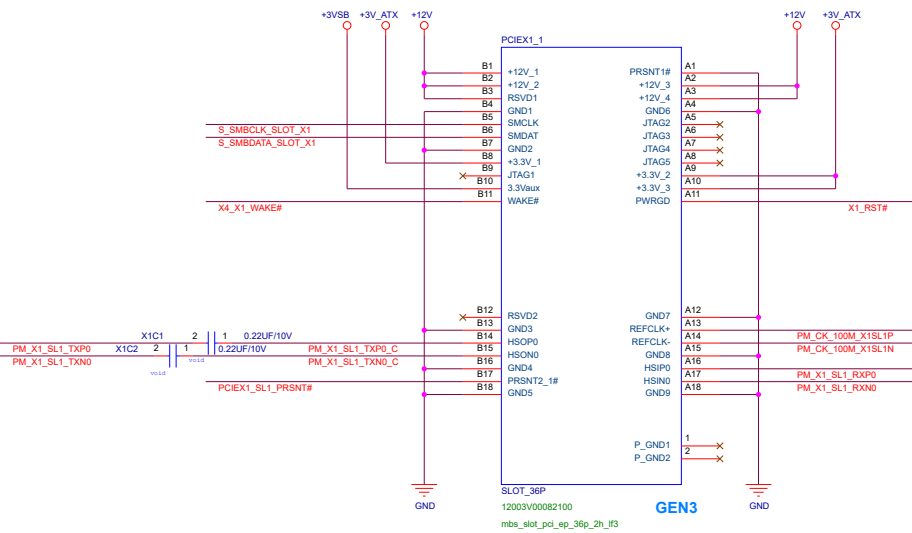 +3VSB +3V_ATX +12V
+12V +3V_ATX
PCIEX1_1
B1 +12V_1 PRSNT1# A1
B2 +12V_2 +12V_3 A2
B3 RSVD1 +12V_4 A3
B4 GND1 GND6 A4
B5 SMCLK JTAG2 A5
S_SMBCLK_SLOT_X1
B6 SMDAT JTAG3 A6
S_SMBDATA_SLOT_X1
B7 GND2 JTAG4 A7
B8 +3.3V_1 JTAG5 A8
B9 JTAG1 +3.3V_2 A9
B10 3.3Vaux +3.3V_3 A10
B11 WAKE# PWRGD A11
X4_X1_WAKE# X1_RST#
B12 RSVD2 GND7 A12
B13 GND3 REFCLK+ A13
X1C1 2 1 0.22UF/10V B14 HSOP0 REFCLK- A14 PM_CK_100M_X1SL1P
PM_X1_SL1_TXP0 X1C2 2 1 0.22UF/10V PM_X1_SL1_TXP0_C B15 HSON0 GND8 A15 PM_CK_100M_X1SL1N
void
PM_X1_SL1_TXN0 PM_X1_SL1_TXN0_C B16 GND4 HSIP0 A16
void
B17 PRSNT2_1# HSIN0 A17 PM_X1_SL1_RXP0
PCIEX1_SL1_PRSNT# B18 GND5 GND9 A18 PM_X1_SL1_RXN0
P_GND1 1
P_GND2 2
SLOT_36P
GND 12003V00082100 GEN3 GND
mbs_slot_pci_ep_36p_2h_lf3